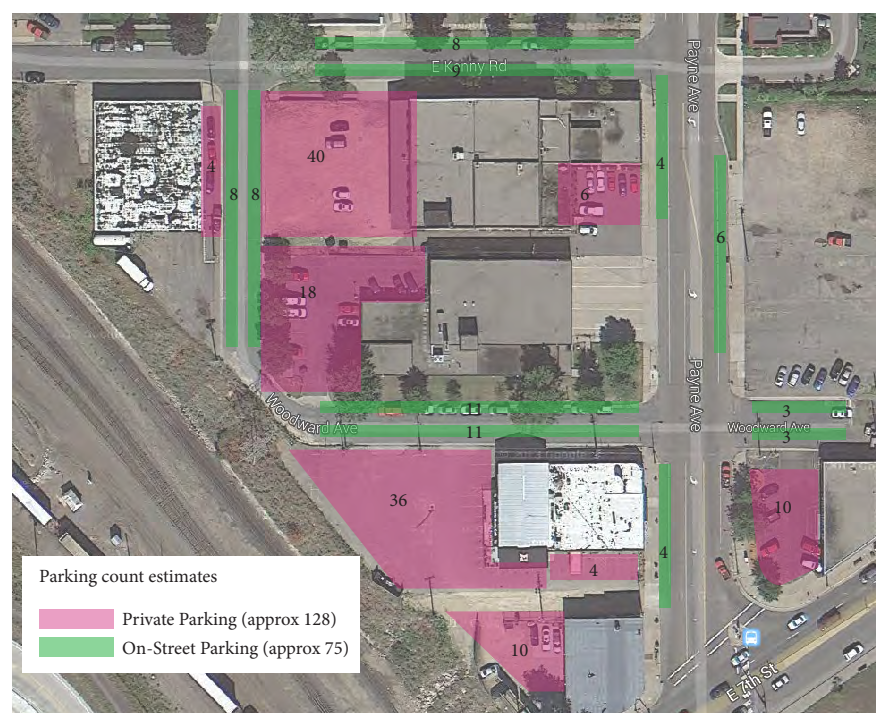 8
E Kenny Rd
9
Payne Ave
4
40
4
8
8
6
6
18
Payne Ave
11
3
Woodward Ave
11
Woodward Ave
3
36
10
4
4
10
Parking count estimates
Private Parking (approx 128)
On-Street Parking (approx 75)
E 7th St